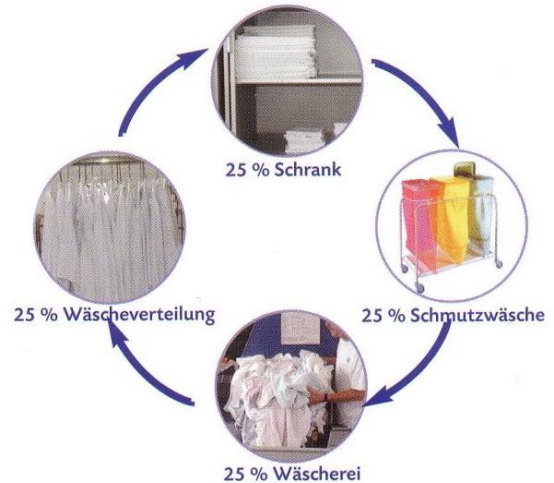 25 % Schrank
25 % Schmutzwäsche
25 % Wäscherei
25 % Wäscheverteilung